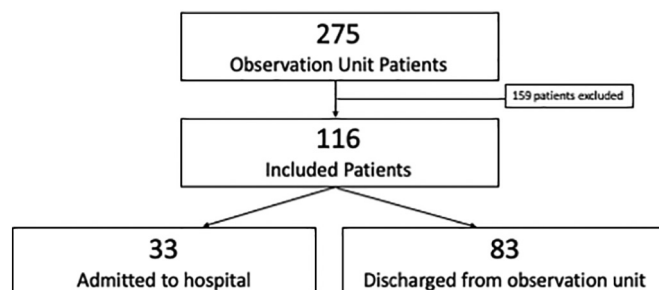 275
Observation Unit Patients
159 patients excluded
116
Included Patients
33
Admitted to hospital
83
Discharged from observation unit